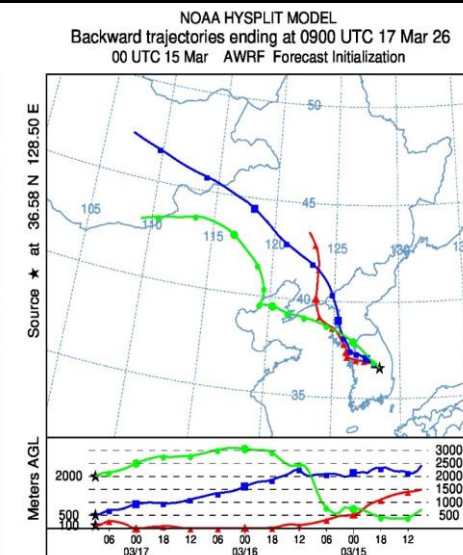 NOAA HYSPLIT MODEL
Backward trajectories ending at 0900 UTC 17 Mar 26
00 UTC 15 Mar AWRF Forecast Initialization
Source ★ at 36.58 N 128.50 E
50
105
110
115
45
120
125
130
40
35
Meters AGL
2000
500
100
3000
2500
2000
1500
1000
500
06 00 18 12 06 00 18 12 06 00 18 12
03/17 03/16 03/15